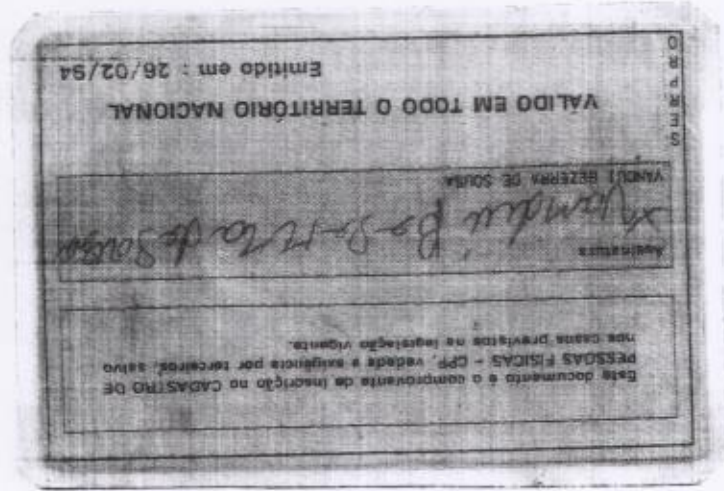 Este documento é o comprovante de inscrição no CADASTRO DE
PESSOAS FISICAS - CPF, vedada a exigência por terceiros, salvo
nos casos previstos na legislação vigente.
Assinatura
Vandui Bezerra de Sousa
VANDUI BEZERRA DE SOUSA
VÁLIDO EM TODO O TERRITÓRIO NACIONAL
Emitido em : 26/02/94
SERPRO